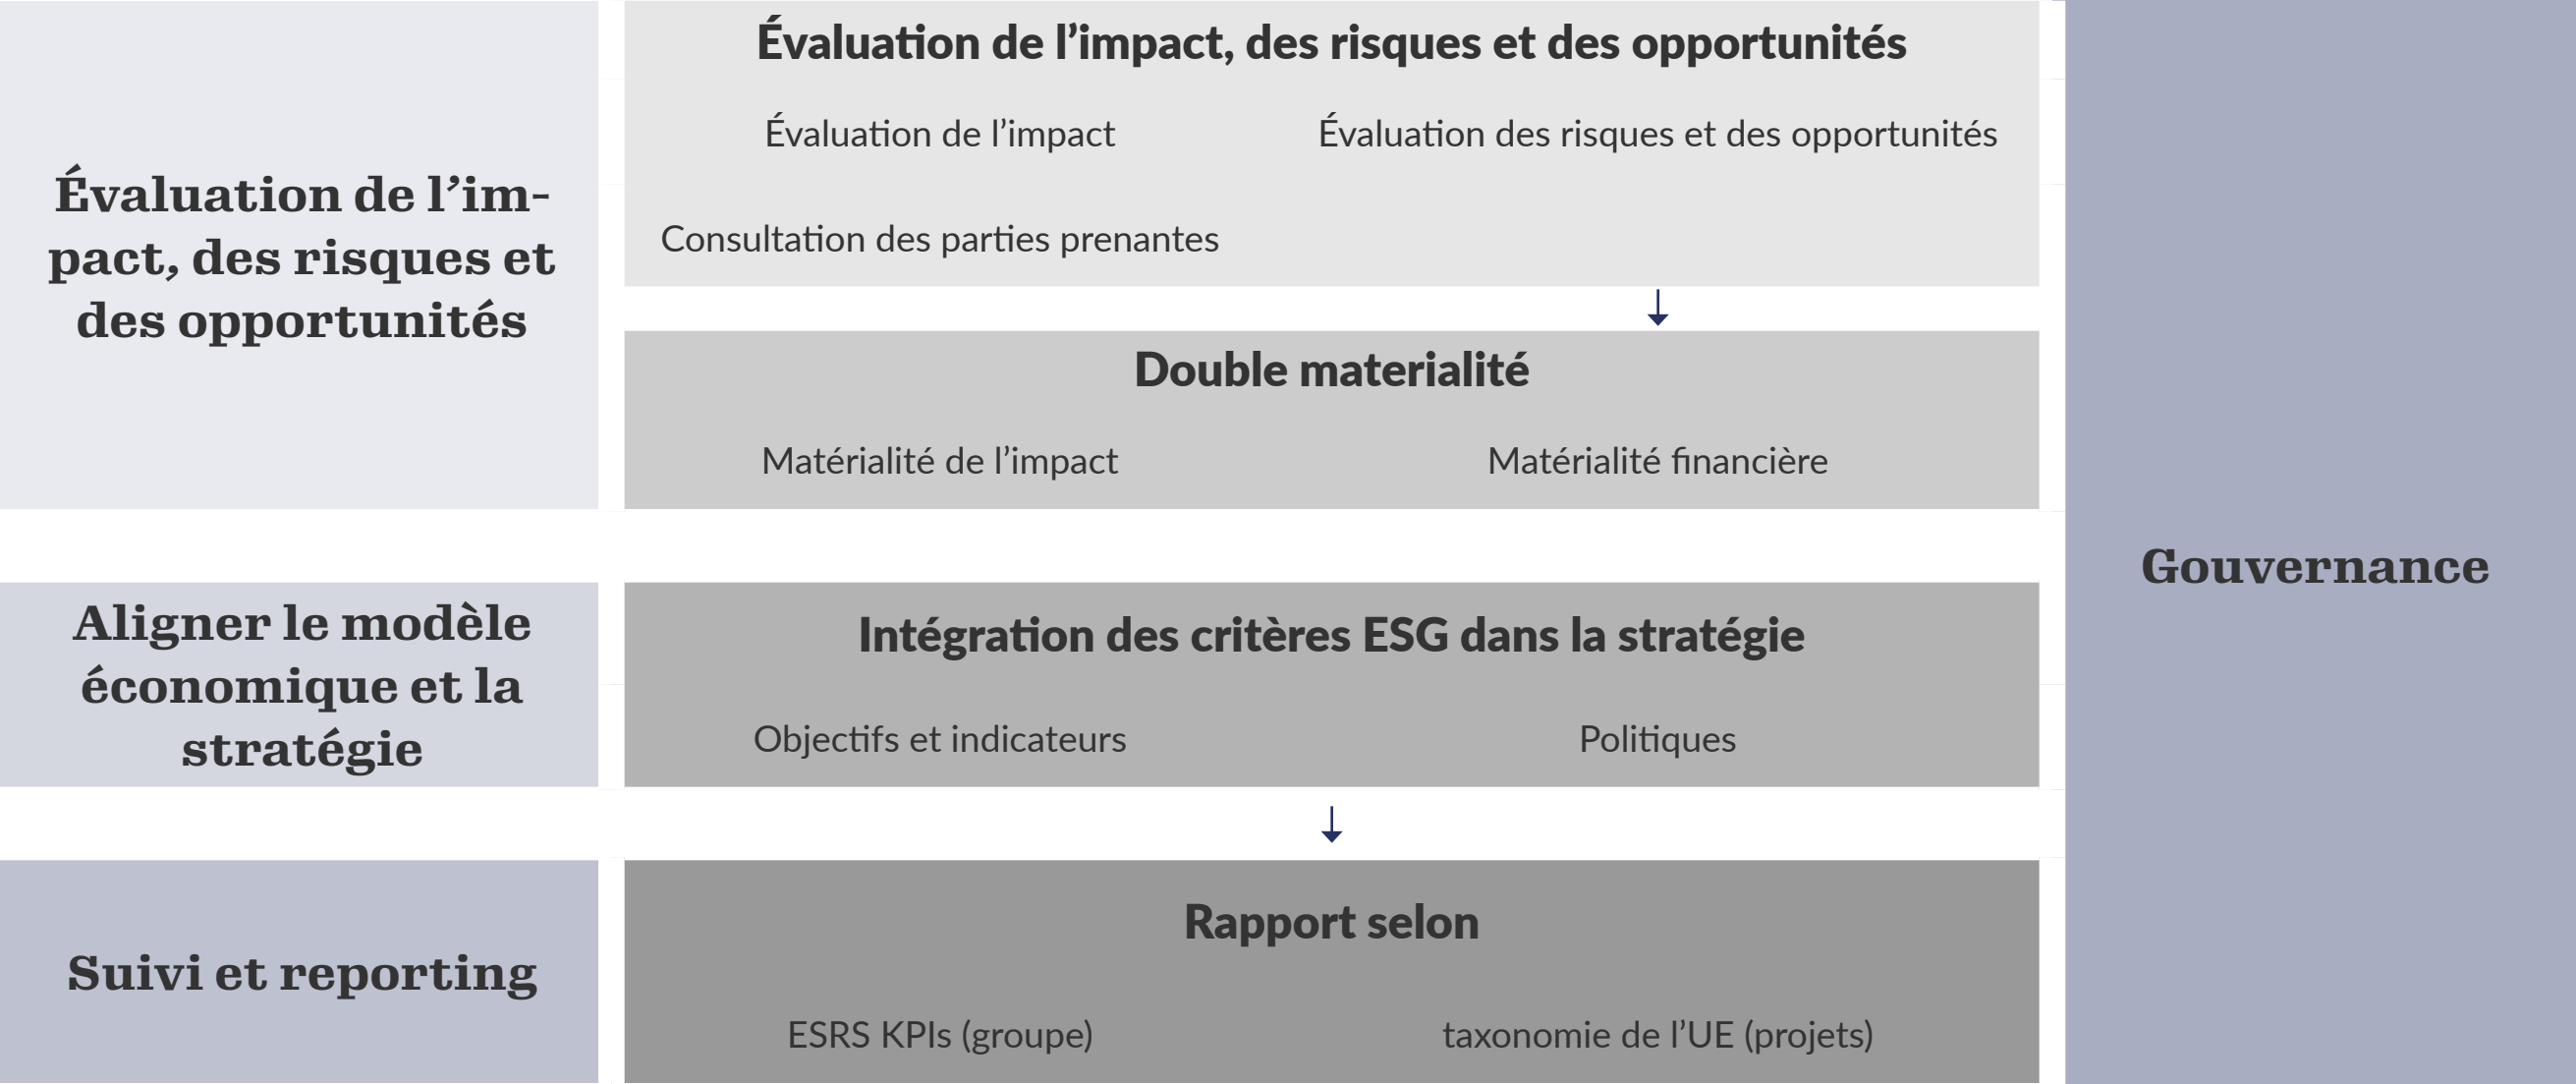 Évaluation de l’im-
pact, des risques et
des opportunités
Évaluation de l’impact, des risques et des opportunités
Évaluation de l’impact
Évaluation des risques et des opportunités
Consultation des parties prenantes
Double materialité
Matérialité de l’impact
Matérialité financière
Aligner le modèle
économique et la
stratégie
Intégration des critères ESG dans la stratégie
Objectifs et indicateurs
Politiques
Suivi et reporting
Rapport selon
ESRS KPIs (groupe)
taxonomie de l’UE (projets)
Gouvernance